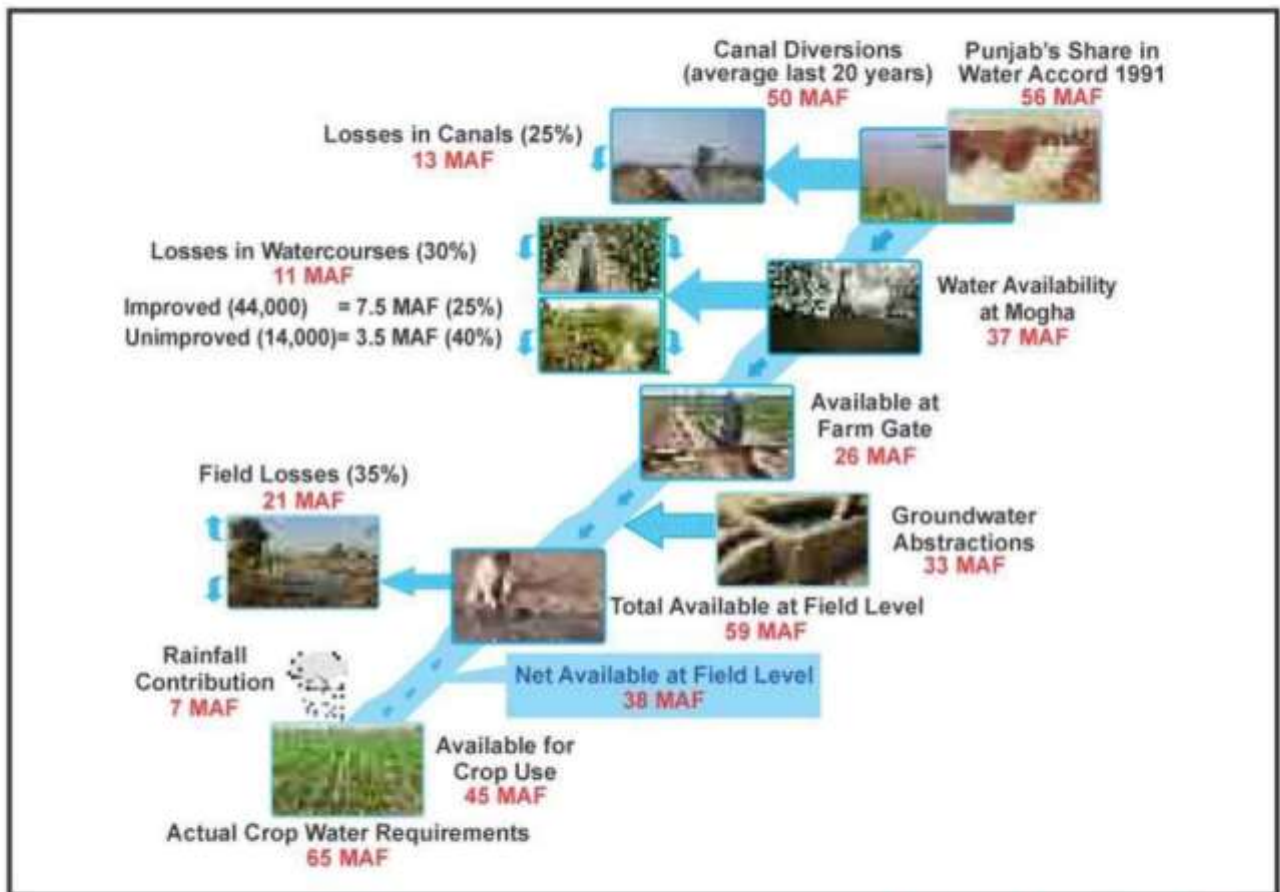 Canal Diversions
(average last 20 years)
50 MAF
Punjab's Share in
Water Accord 1991
56 MAF
Losses in Canals (25%)
13 MAF
Losses in Watercourses (30%)
11 MAF
Improved (44,000) = 7.5 MAF (25%)
Unimproved (14,000)= 3.5 MAF (40%)
Water Availability
at Mogha
37 MAF
Available at
Farm Gate
26 MAF
Field Losses (35%)
21 MAF
Groundwater
Abstractions
33 MAF
Total Available at Field Level
59 MAF
Rainfall
Contribution
7 MAF
Net Available at Field Level
38 MAF
Available for
Crop Use
45 MAF
Actual Crop Water Requirements
65 MAF